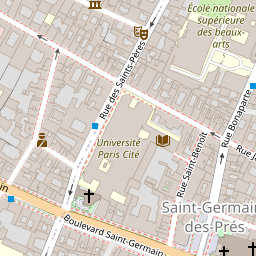 École nationale
supérieure
des beaux-
arts
Rue des Saints-Pères
Rue Bonaparte
Université
Paris Cité
Rue Saint-Benoît
Rue
Saint-Germain
des-Prés
Boulevard Saint-Germain